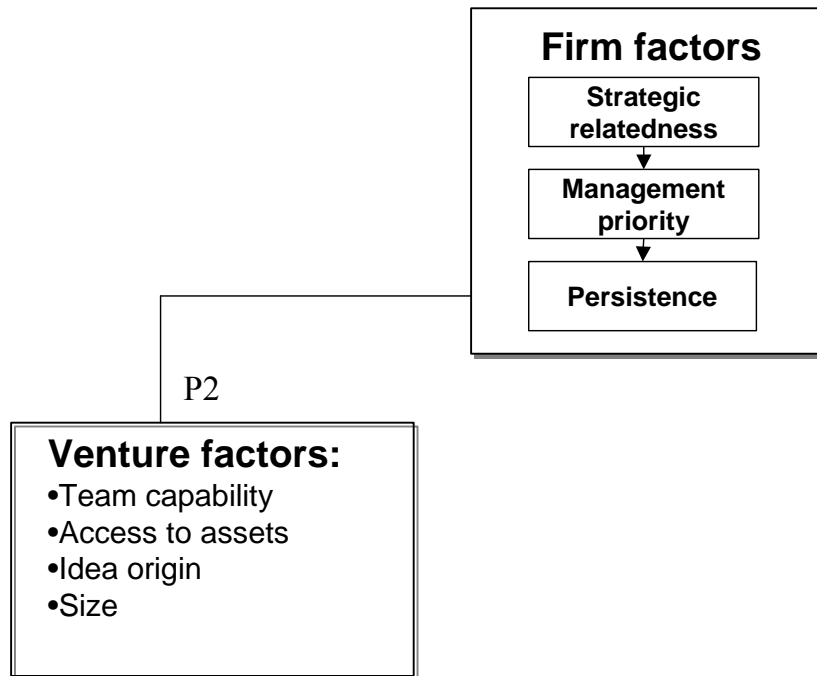 Firm factors
Strategic
relatedness
Management
priority
Persistence
P2
Venture factors:
•Team capability
•Access to assets
•Idea origin
•Size